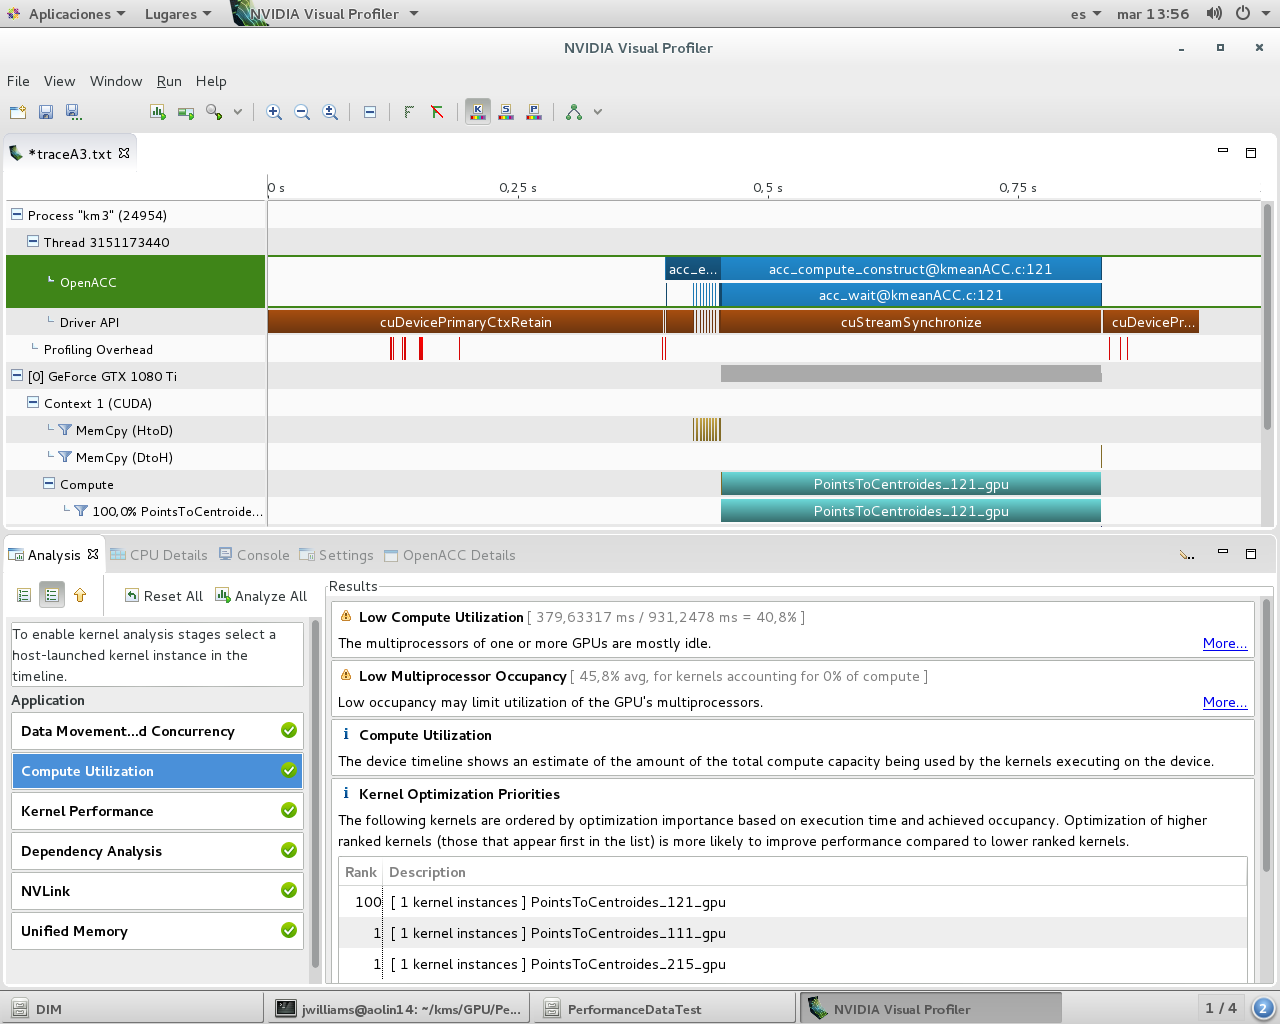 Aplicaciones Lugares NVIDIA Visual Profiler es mar 13:56
NVIDIA Visual Profiler
File View Window Run Help
*traceA3.txt
0 s 0,25 s 0,5 s 0,75 s
Process "km3" (24954)
Thread 3151173440
OpenACC
acc_e... acc_compute_construct@kmeanACC.c:121
acc_wait@kmeanACC.c:121
Driver API cuDevicePrimaryCtxRetain cuStreamSynchronize cuDevicePr...
Profiling Overhead
[0] GeForce GTX 1080 Ti
Context 1 (CUDA)
MemCpy (HtoD)
MemCpy (DtoH)
Compute PointsToCentroides_121_gpu
100,0% PointsToCentroide... PointsToCentroides_121_gpu
Analysis CPU Details Console Settings OpenACC Details
Reset All Analyze All
To enable kernel analysis stages select a
host-launched kernel instance in the
timeline.
Application
Data Movement...d Concurrency
Compute Utilization
Kernel Performance
Dependency Analysis
NVLink
Unified Memory
Results
Low Compute Utilization [ 379,63317 ms / 931,2478 ms = 40,8% ]
The multiprocessors of one or more GPUs are mostly idle. More...
Low Multiprocessor Occupancy [ 45,8% avg, for kernels accounting for 0% of compute ]
Low occupancy may limit utilization of the GPU's multiprocessors. More...
Compute Utilization
The device timeline shows an estimate of the amount of the total compute capacity being used by the kernels executing on the device.
Kernel Optimization Priorities
The following kernels are ordered by optimization importance based on execution time and achieved occupancy. Optimization of higher
ranked kernels (those that appear first in the list) is more likely to improve performance compared to lower ranked kernels.
Rank Description
100 [ 1 kernel instances ] PointsToCentroides_121_gpu
1 [ 1 kernel instances ] PointsToCentroides_111_gpu
1 [ 1 kernel instances ] PointsToCentroides_215_gpu
DIM jwilliams@aolin14: ~/kms/GPU/Pe... PerformanceDataTest NVIDIA Visual Profiler 1 / 4 2